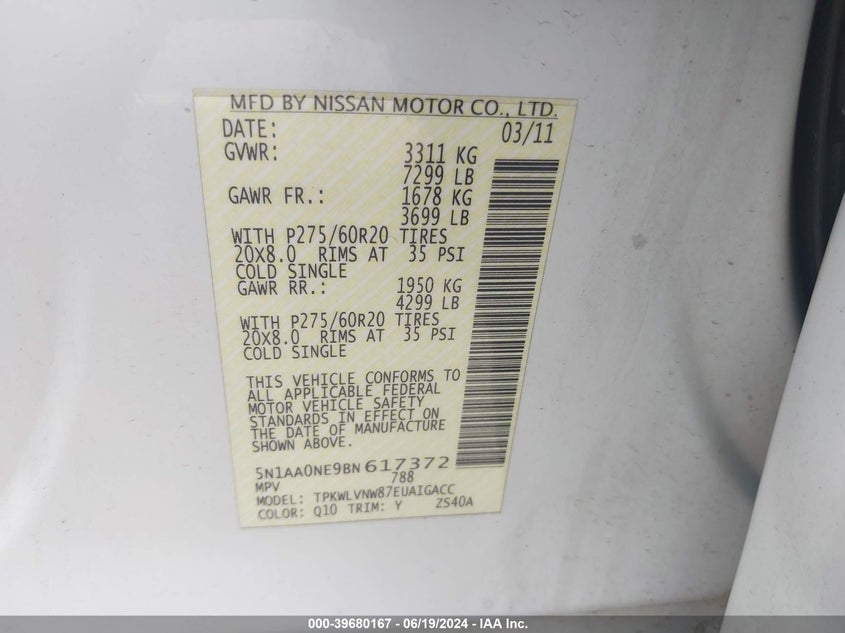 MFD BY NISSAN MOTOR CO., LTD.
DATE: 03/11
GVWR: 3311 KG
7299 LB
GAWR FR.: 1678 KG
3699 LB
WITH P275/60R20 TIRES
20X8.0 RIMS AT 35 PSI
COLD SINGLE
GAWR RR.: 1950 KG
4299 LB
WITH P275/60R20 TIRES
20X8.0 RIMS AT 35 PSI
COLD SINGLE
THIS VEHICLE CONFORMS TO
ALL APPLICABLE FEDERAL
MOTOR VEHICLE SAFETY
STANDARDS IN EFFECT ON
THE DATE OF MANUFACTURE
SHOWN ABOVE.
5N1AA0NE9BN617372
MPV 788
MODEL: TPKWLVNW87EUAIGACC
COLOR: Q10 TRIM: Y ZS40A
000-39680167 - 06/19/2024 - IAAI Inc.